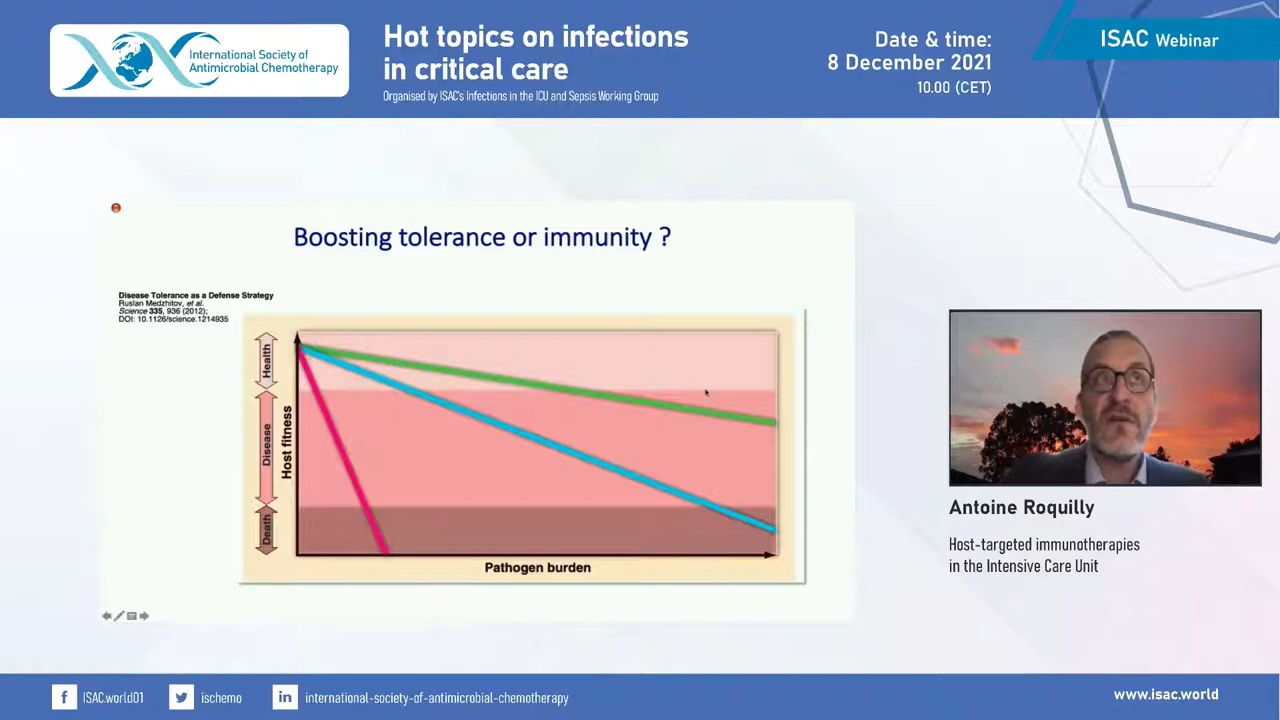 International Society of
Antimicrobial Chemotherapy
Hot topics on infections
in critical care
Organised by ISAC's Infections in the ICU and Sepsis Working Group
Date & time:
8 December 2021
10.00 (CET)
ISAC Webinar
Boosting tolerance or immunity ?
Disease Tolerance as a Defense Strategy
Ruslan Medzhitov, et al.
Science 335, 936 (2012);
DOI: 10.1126/science.1214935
Health
Disease
Death
Host fitness
Pathogen burden
Antoine Roquilly
Host-targeted immunotherapies
in the Intensive Care Unit
f ISAC.world01
ischemo
in international-society-of-antimicrobial-chemotherapy
www.isac.world